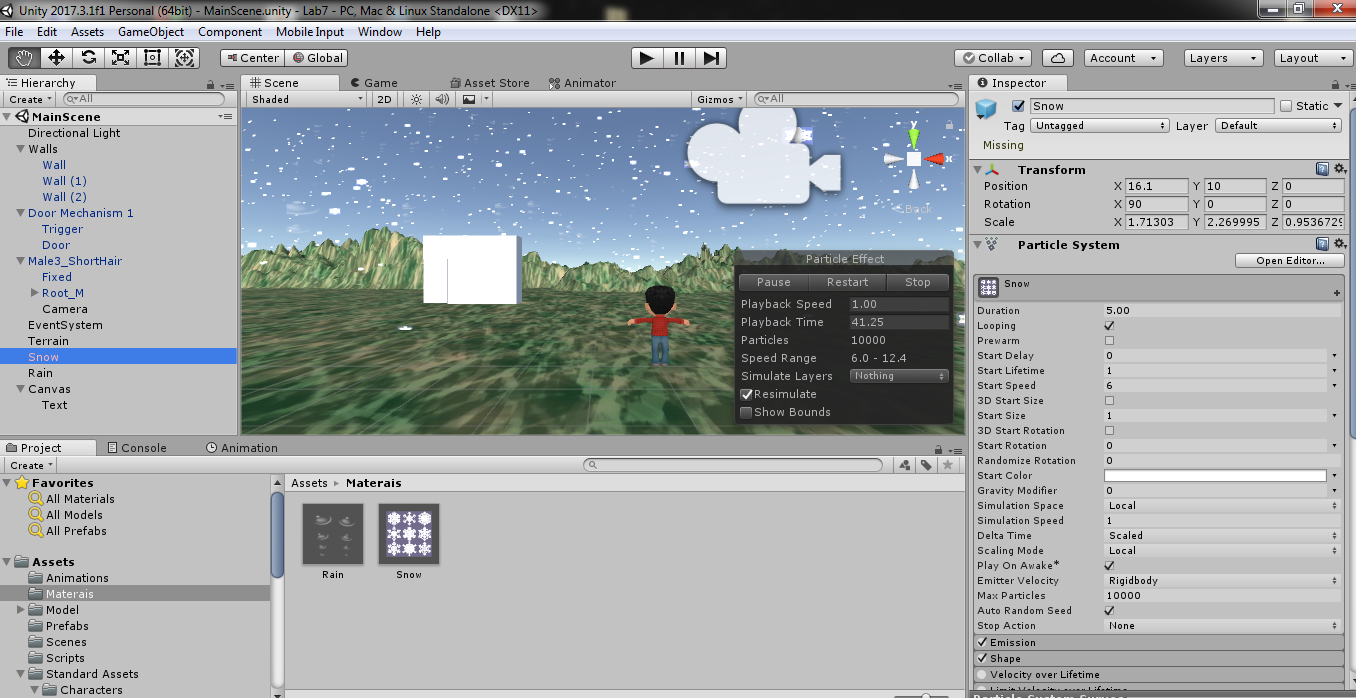 Unity 2017.3.1f1 Personal (64bit) - MainScene.unity - Lab7 - PC, Mac & Linux Standalone <DX11>
File Edit Assets GameObject Component Mobile Input Window Help
Center Global Collab Account Layers Layout
Hierarchy
Create All
MainScene
Directional Light
Walls
Wall
Wall (1)
Wall (2)
Door Mechanism 1
Trigger
Door
Male3_ShortHair
Fixed
Root_M
Camera
EventSystem
Terrain
Snow
Rain
Canvas
Text
Scene Game Asset Store Animator
Shaded 2D Gizmos All
y
x
Back
Particle Effect
Pause Restart Stop
Playback Speed 1.00
Playback Time 41.25
Particles 10000
Speed Range 6.0 - 12.4
Simulate Layers Nothing
Resimulate
Show Bounds
Project Console Animation
Create
Favorites
All Materials
All Models
All Prefabs
Assets
Animations
Materais
Model
Prefabs
Scenes
Scripts
Standard Assets
Characters
Assets Materais
Rain Snow
Inspector
Snow Static
Tag Untagged Layer Default
Missing
Transform
Position X 16.1 Y 10 Z 0
Rotation X 90 Y 0 Z 0
Scale X 1.71303 Y 2.269995 Z 0.9536729
Particle System
Open Editor...
Snow
Duration 5.00
Looping
Prewarm
Start Delay 0
Start Lifetime 1
Start Speed 6
3D Start Size
Start Size 1
3D Start Rotation
Start Rotation 0
Randomize Rotation 0
Start Color
Gravity Modifier 0
Simulation Space Local
Simulation Speed 1
Delta Time Scaled
Scaling Mode Local
Play On Awake*
Emitter Velocity Rigidbody
Max Particles 10000
Auto Random Seed
Stop Action None
Emission
Shape
Velocity over Lifetime